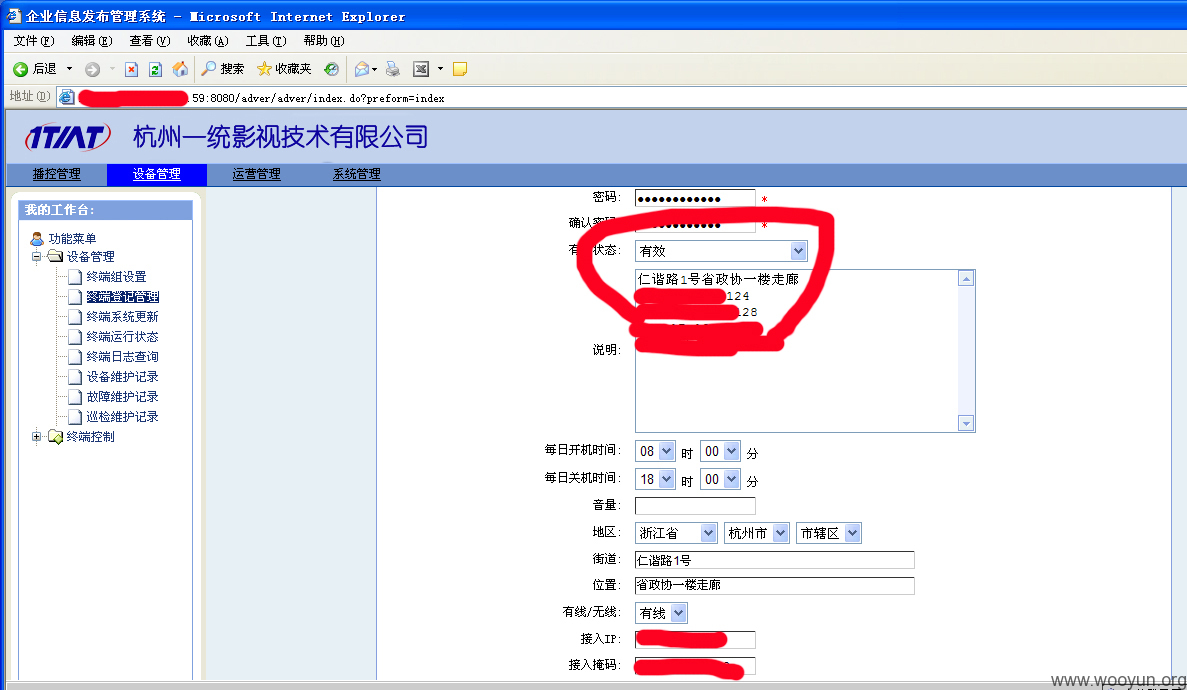 企业信息发布管理系统 - Microsoft Internet Explorer
文件(F) 编辑(E) 查看(V) 收藏(A) 工具(T) 帮助(H)
后退 搜索 收藏夹
地址(D) 59:8080/adver/adver/index.do?preform=index
1TIAT 杭州一统影视技术有限公司
播控管理 设备管理 运营管理 系统管理
我的工作台:
功能菜单
设备管理
终端组设置
终端登记管理
终端系统更新
终端运行状态
终端日志查询
设备维护记录
故障维护记录
巡检维护记录
终端控制
密码: ●●●●●●●●●●●● *
确认密码: *
有 状态: 有效
仁谐路1号省政协一楼走廊
124
128
说明:
每日开机时间: 08 时 00 分
每日关机时间: 18 时 00 分
音量:
地区: 浙江省 杭州市 市辖区
街道: 仁谐路1号
位置: 省政协一楼走廊
有线/无线: 有线
接入IP:
接入掩码:
www.wooyun.org